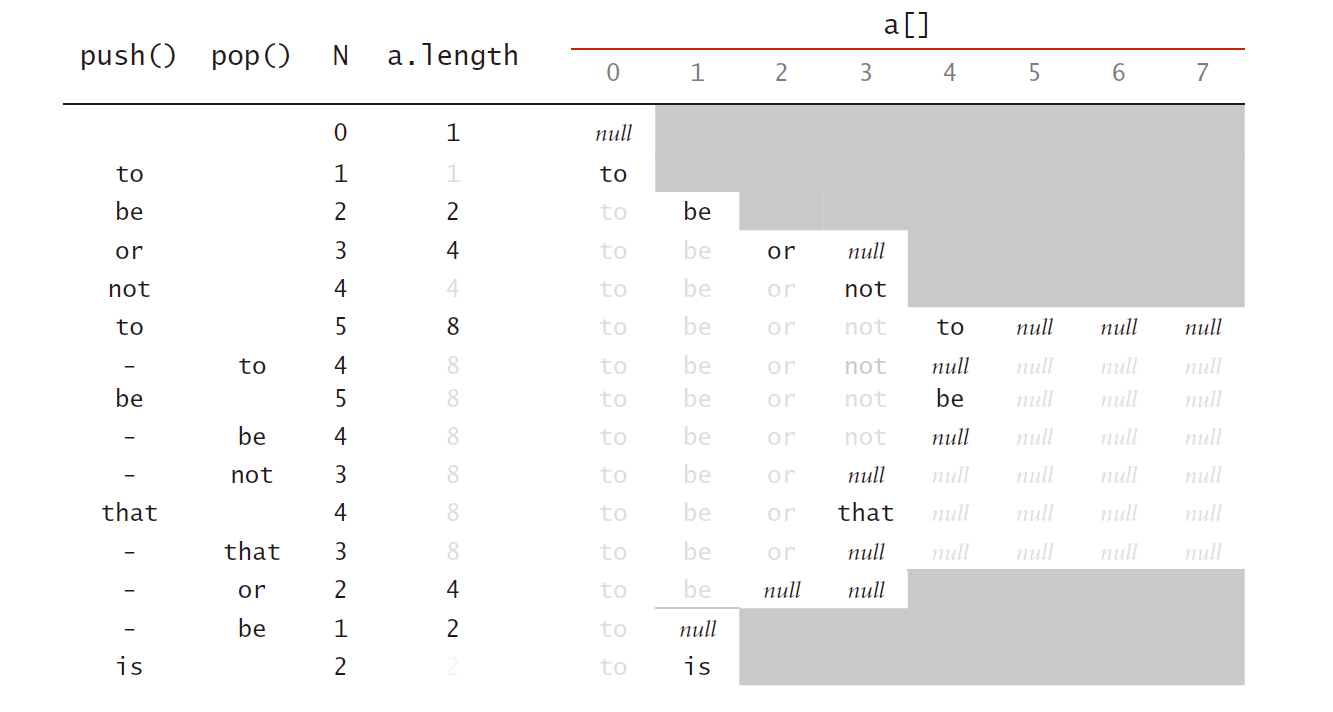 a[]
push() pop() N a.length
0 1 2 3 4 5 6 7
0 1 null
to 1 1 to
be 2 2 to be
or 3 4 to be or null
not 4 4 to be or not
to 5 8 to be or not to null null null
– to 4 8 to be or not null null null null
be 5 8 to be or not be null null null
– be 4 8 to be or not null null null null
– not 3 8 to be or null null null null null
that 4 8 to be or that null null null null
– that 3 8 to be or null null null null null
– or 2 4 to be null null
– be 1 2 to null
is 2 2 to is